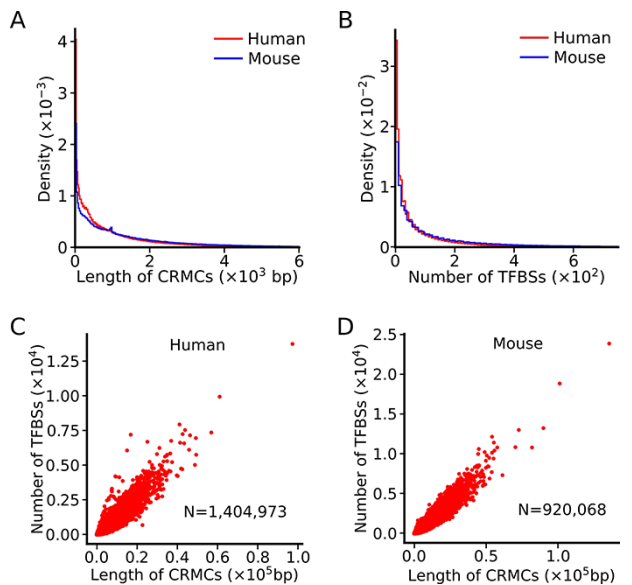 A
Human
Mouse
Density (×10⁻³)
4
3
2
1
0
0 2 4 6
Length of CRMCs (×10³ bp)
B
Human
Mouse
Density (×10⁻²)
3
2
1
0
0 2 4 6
Number of TFBSs (×10²)
C
Human
Number of TFBSs (×10⁴)
1.25
1.00
0.75
0.50
0.25
0.00
N=1,404,973
0.0 0.2 0.4 0.6 0.8 1.0
Length of CRMCs (×10⁵bp)
D
Mouse
Number of TFBSs (×10⁴)
2.5
2.0
1.5
1.0
0.5
0.0
N=920,068
0.0 0.5 1.0
Length of CRMCs (×10⁵bp)